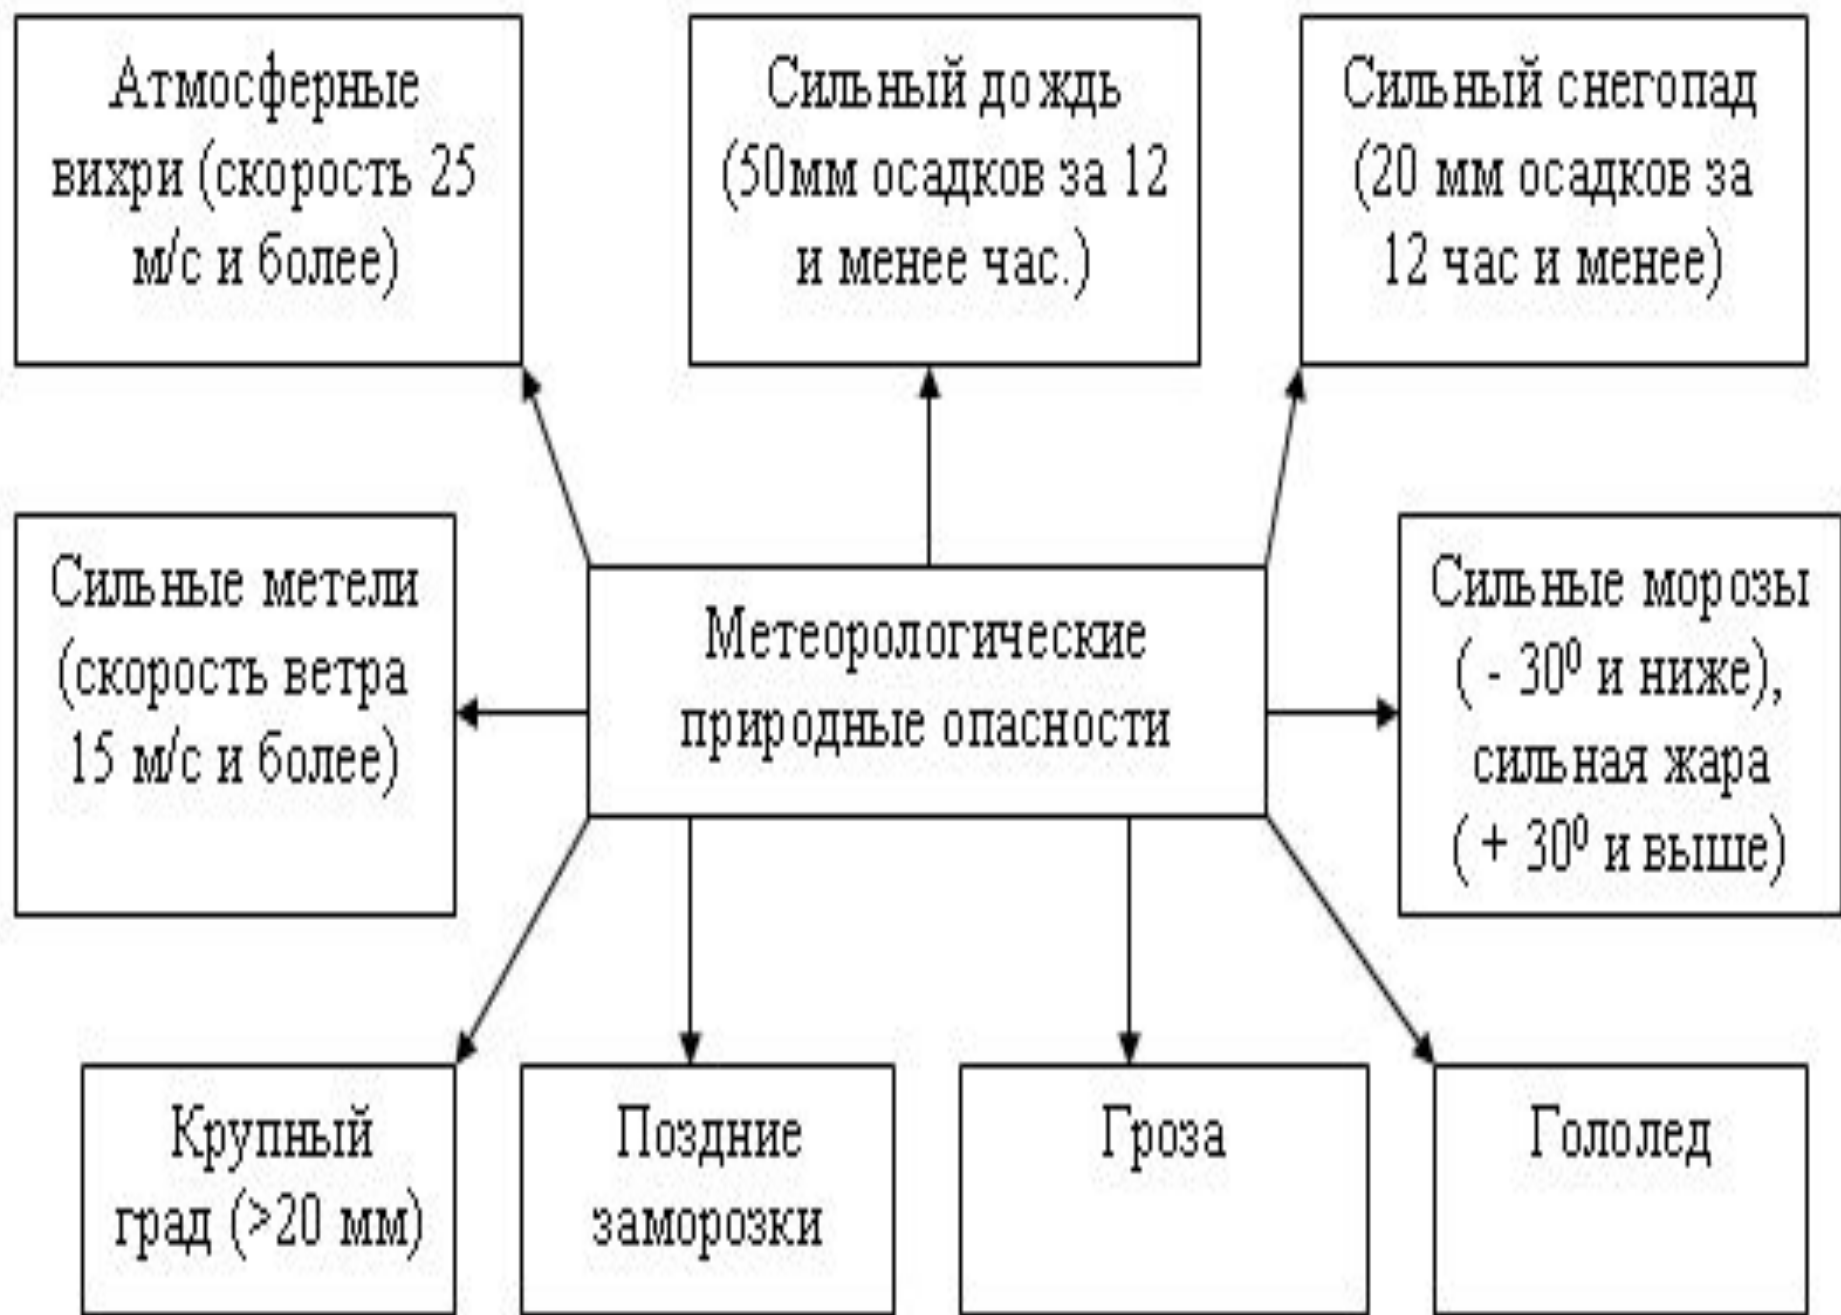 Атмосферные
вихри (скорость 25
м/с и более)
Сильный дождь
(50мм осадков за 12
и менее час.)
Сильный снегопад
(20 мм осадков за
12 час и менее)
Сильные метели
(скорость ветра
15 м/с и более)
Метеорологические
природные опасности
Сильные морозы
( - 30⁰ и ниже),
сильная жара
( + 30⁰ и выше)
Крупный
град (>20 мм)
Поздние
заморозки
Гроза
Гололед